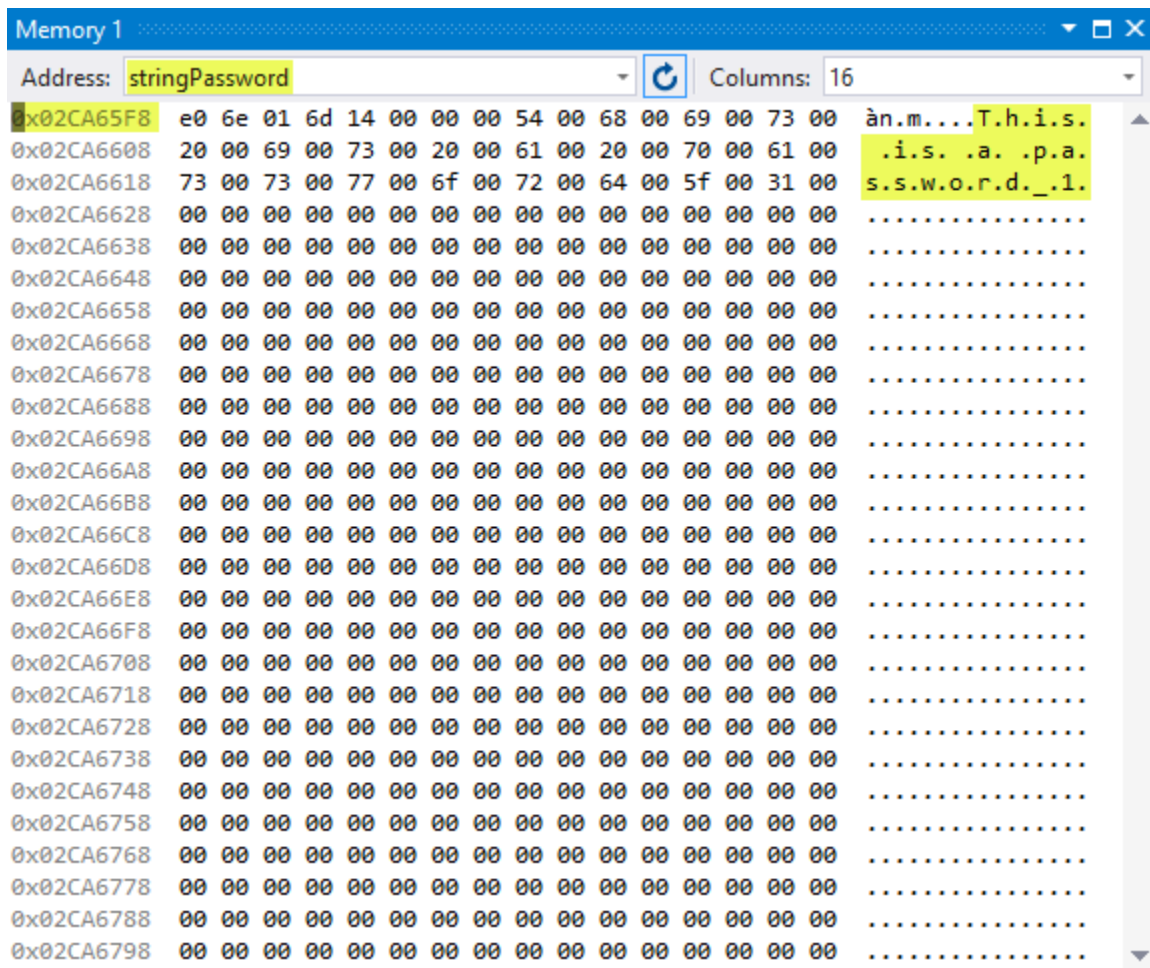 Memory 1
Address: stringPassword Columns: 16
0x02CA65F8 e0 6e 01 6d 14 00 00 00 54 00 68 00 69 00 73 00 àn.m....T.h.i.s.
0x02CA6608 20 00 69 00 73 00 20 00 61 00 20 00 70 00 61 00  .i.s. .a. .p.a.
0x02CA6618 73 00 73 00 77 00 6f 00 72 00 64 00 5f 00 31 00 s.s.w.o.r.d._.1.
0x02CA6628 00 00 00 00 00 00 00 00 00 00 00 00 00 00 00 00 ................
0x02CA6638 00 00 00 00 00 00 00 00 00 00 00 00 00 00 00 00 ................
0x02CA6648 00 00 00 00 00 00 00 00 00 00 00 00 00 00 00 00 ................
0x02CA6658 00 00 00 00 00 00 00 00 00 00 00 00 00 00 00 00 ................
0x02CA6668 00 00 00 00 00 00 00 00 00 00 00 00 00 00 00 00 ................
0x02CA6678 00 00 00 00 00 00 00 00 00 00 00 00 00 00 00 00 ................
0x02CA6688 00 00 00 00 00 00 00 00 00 00 00 00 00 00 00 00 ................
0x02CA6698 00 00 00 00 00 00 00 00 00 00 00 00 00 00 00 00 ................
0x02CA66A8 00 00 00 00 00 00 00 00 00 00 00 00 00 00 00 00 ................
0x02CA66B8 00 00 00 00 00 00 00 00 00 00 00 00 00 00 00 00 ................
0x02CA66C8 00 00 00 00 00 00 00 00 00 00 00 00 00 00 00 00 ................
0x02CA66D8 00 00 00 00 00 00 00 00 00 00 00 00 00 00 00 00 ................
0x02CA66E8 00 00 00 00 00 00 00 00 00 00 00 00 00 00 00 00 ................
0x02CA66F8 00 00 00 00 00 00 00 00 00 00 00 00 00 00 00 00 ................
0x02CA6708 00 00 00 00 00 00 00 00 00 00 00 00 00 00 00 00 ................
0x02CA6718 00 00 00 00 00 00 00 00 00 00 00 00 00 00 00 00 ................
0x02CA6728 00 00 00 00 00 00 00 00 00 00 00 00 00 00 00 00 ................
0x02CA6738 00 00 00 00 00 00 00 00 00 00 00 00 00 00 00 00 ................
0x02CA6748 00 00 00 00 00 00 00 00 00 00 00 00 00 00 00 00 ................
0x02CA6758 00 00 00 00 00 00 00 00 00 00 00 00 00 00 00 00 ................
0x02CA6768 00 00 00 00 00 00 00 00 00 00 00 00 00 00 00 00 ................
0x02CA6778 00 00 00 00 00 00 00 00 00 00 00 00 00 00 00 00 ................
0x02CA6788 00 00 00 00 00 00 00 00 00 00 00 00 00 00 00 00 ................
0x02CA6798 00 00 00 00 00 00 00 00 00 00 00 00 00 00 00 00 ................